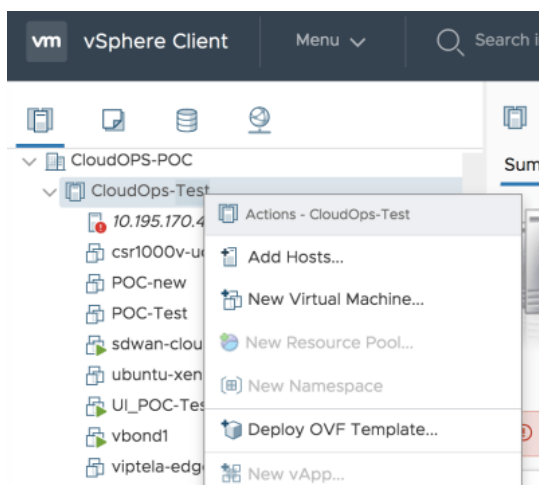 vm vSphere Client Menu Search i
CloudOPS-POC
Sum
CloudOps-Test
Actions - CloudOps-Test
10.195.170.4
csr1000v-u
Add Hosts...
POC-new
New Virtual Machine...
POC-Test
sdwan-clou
New Resource Pool...
ubuntu-xen
New Namespace
UI_POC-Tes
vbond1
Deploy OVF Template...
viptela-edg
New vApp...